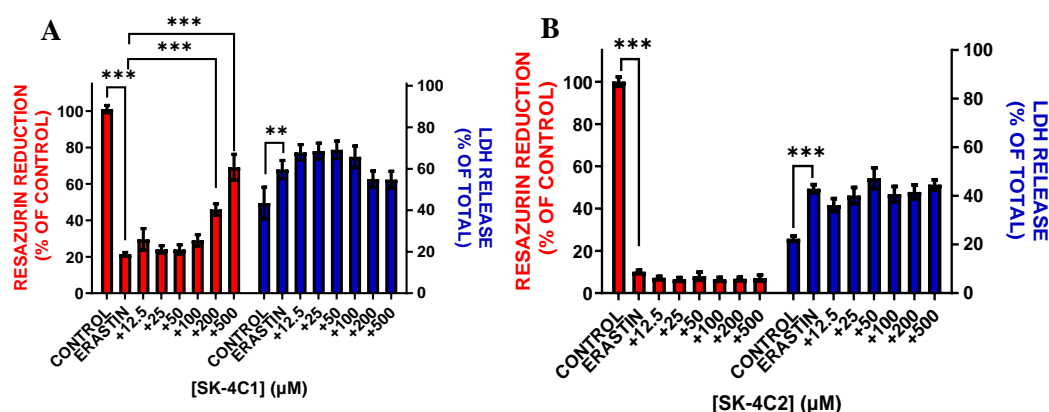 A
RESAZURIN REDUCTION
(% OF CONTROL)
100
80
60
40
20
0
***
***
***
**
100
80
60
40
20
0
LDH RELEASE
(% OF TOTAL)
CONTROL
ERASTIN
+12.5
+25
+50
+100
+200
+500
CONTROL
ERASTIN
+12.5
+25
+50
+100
+200
+500
[SK-4C1] (µM)
B
RESAZURIN REDUCTION
(% OF CONTROL)
100
80
60
40
20
0
***
***
100
80
60
40
20
0
LDH RELEASE
(% OF TOTAL)
CONTROL
ERASTIN
+12.5
+25
+50
+100
+200
+500
CONTROL
ERASTIN
+12.5
+25
+50
+100
+200
+500
[SK-4C2] (µM)